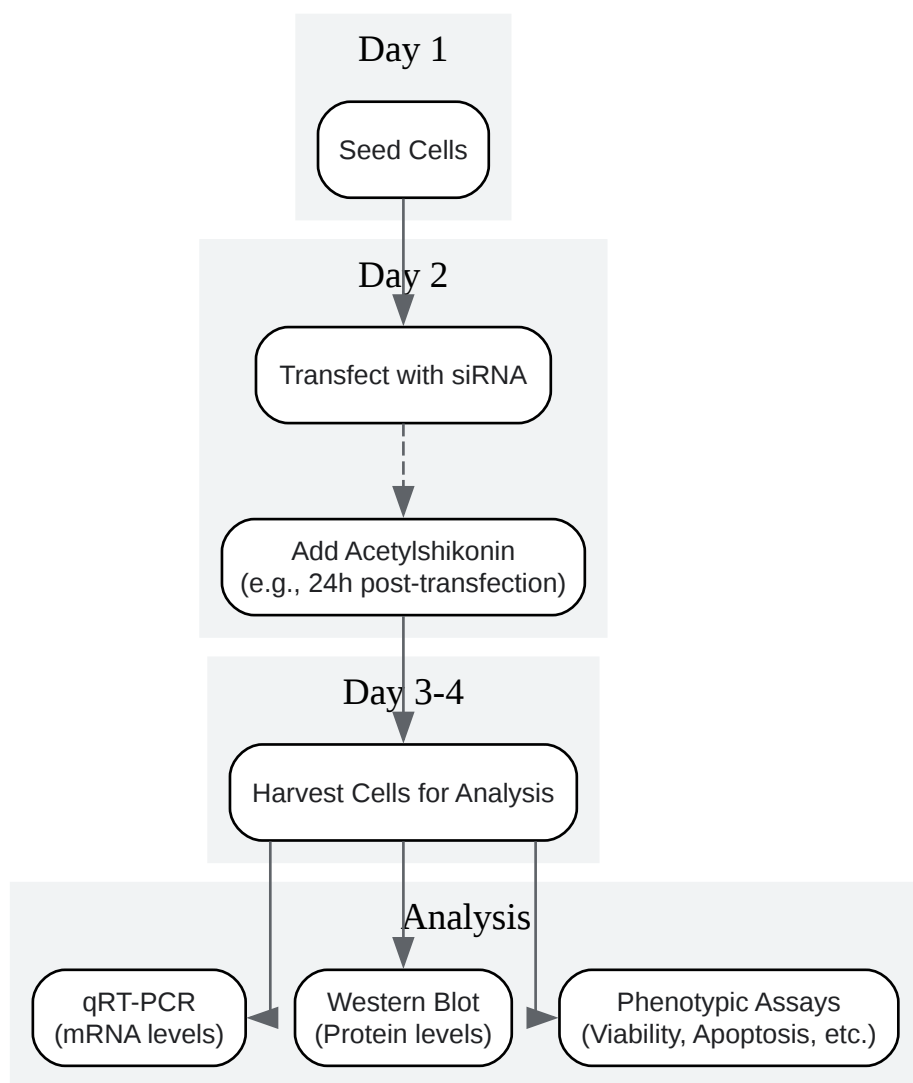 Day 1
Seed Cells
Day 2
Transfect with siRNA
Add Acetylshikonin
(e.g., 24h post-transfection)
Day 3-4
Harvest Cells for Analysis
Analysis
qRT-PCR
(mRNA levels)
Western Blot
(Protein levels)
Phenotypic Assays
(Viability, Apoptosis, etc.)